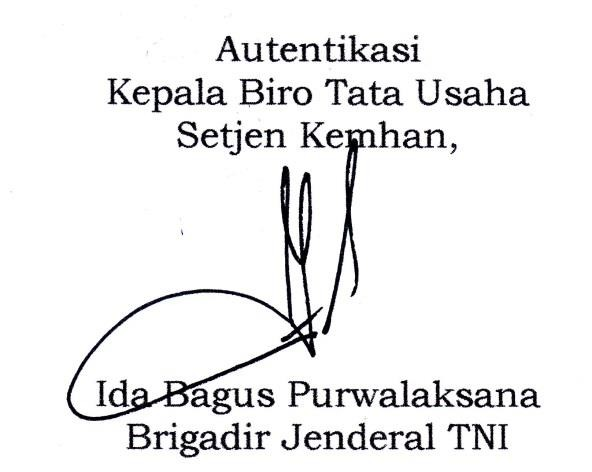 Autentikasi
Kepala Biro Tata Usaha
Setjen Kemhan,
Ida Bagus Purwalaksana
Brigadir Jenderal TNI